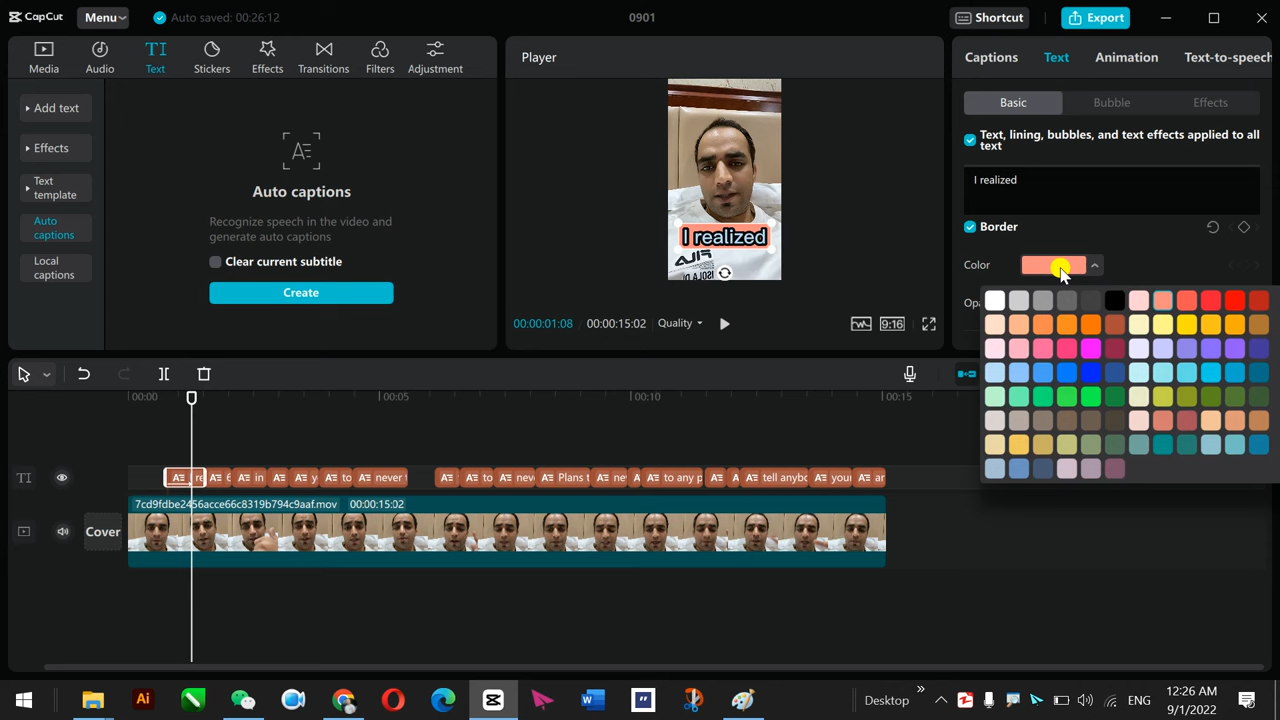 CapCut
Menu
Auto saved: 00:26:12
0901
Shortcut
Export
Media
Audio
TI
Text
Stickers
Effects
Transitions
Filters
Adjustment
Add text
Effects
Text
template
Auto
captions
Local
captions
Auto captions
Recognize speech in the video and
generate auto captions
Clear current subtitle
Create
Player
I realized
00:00:01:08
00:00:15:02
Quality
9:16
Captions
Text
Animation
Text-to-speech
Basic
Bubble
Effects
Text, lining, bubbles, and text effects applied to all
text
I realized
Border
Color
Opa
00:00
00:05
00:10
00:15
TI
in
to
never
to
Plans t
to any p
tell anybo
your
7cd9fdbe2456acce66c8319b794c9aaf.mov 00:00:15:02
Cover
Ai
Desktop
ENG
12:26 AM
9/1/2022